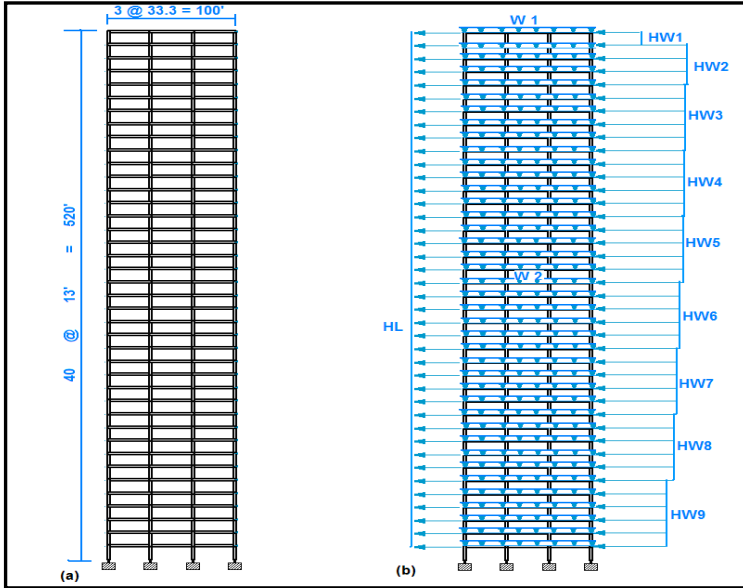 3 @ 33.3 = 100'
40 @ 13' = 520'
(a)
W 1
HW1
HW2
HW3
HW4
HW5
W 2
HW6
HL
HW7
HW8
HW9
(b)